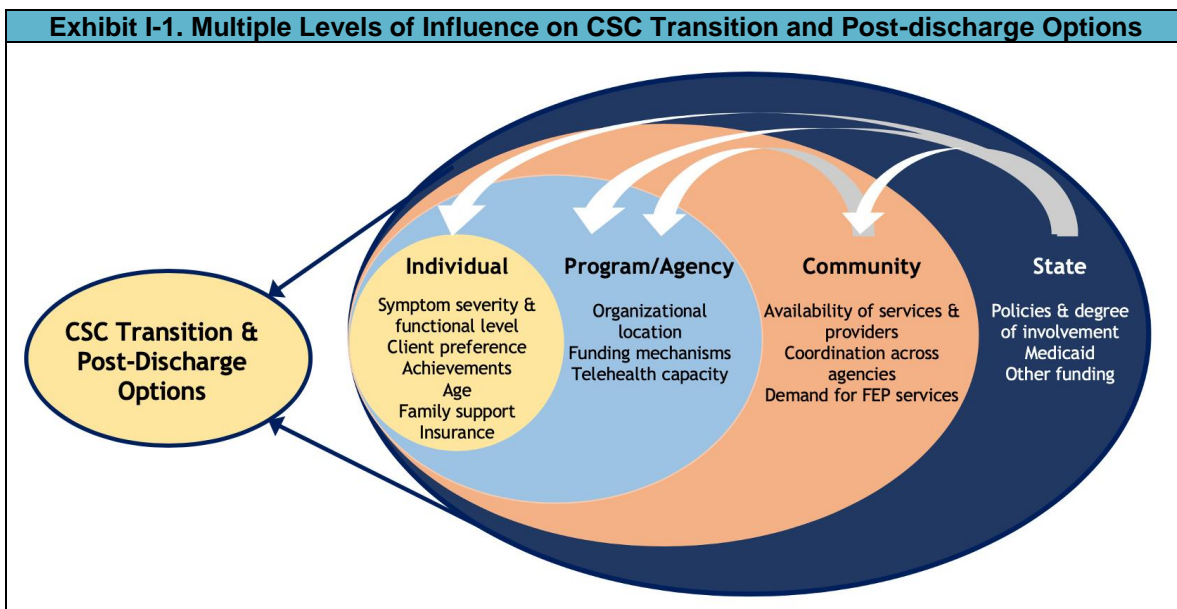 Exhibit I-1. Multiple Levels of Influence on CSC Transition and Post-discharge Options
CSC Transition &
Post-Discharge
Options
Individual
Symptom severity &
functional level
Client preference
Achievements
Age
Family support
Insurance
Program/Agency
Organizational
location
Funding mechanisms
Telehealth capacity
Community
Availability of services &
providers
Coordination across
agencies
Demand for FEP services
State
Policies & degree
of involvement
Medicaid
Other funding